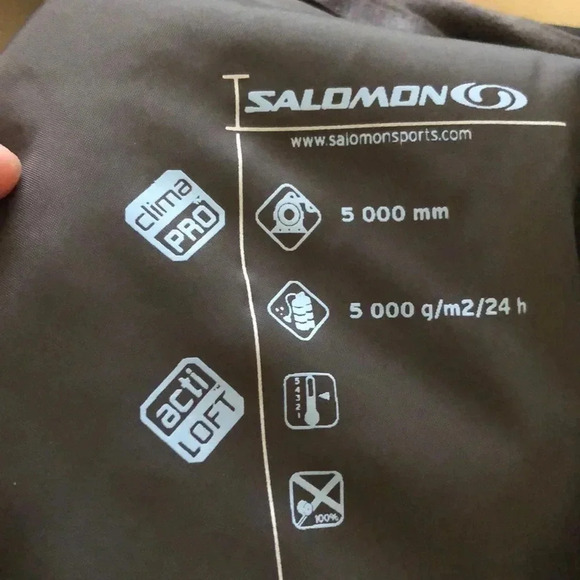 SALOMON
www.salomonsports.com
clima
PRO
5 000 mm
5 000 g/m2/24 h
acti
LOFT
5
4
3
2
1
100%